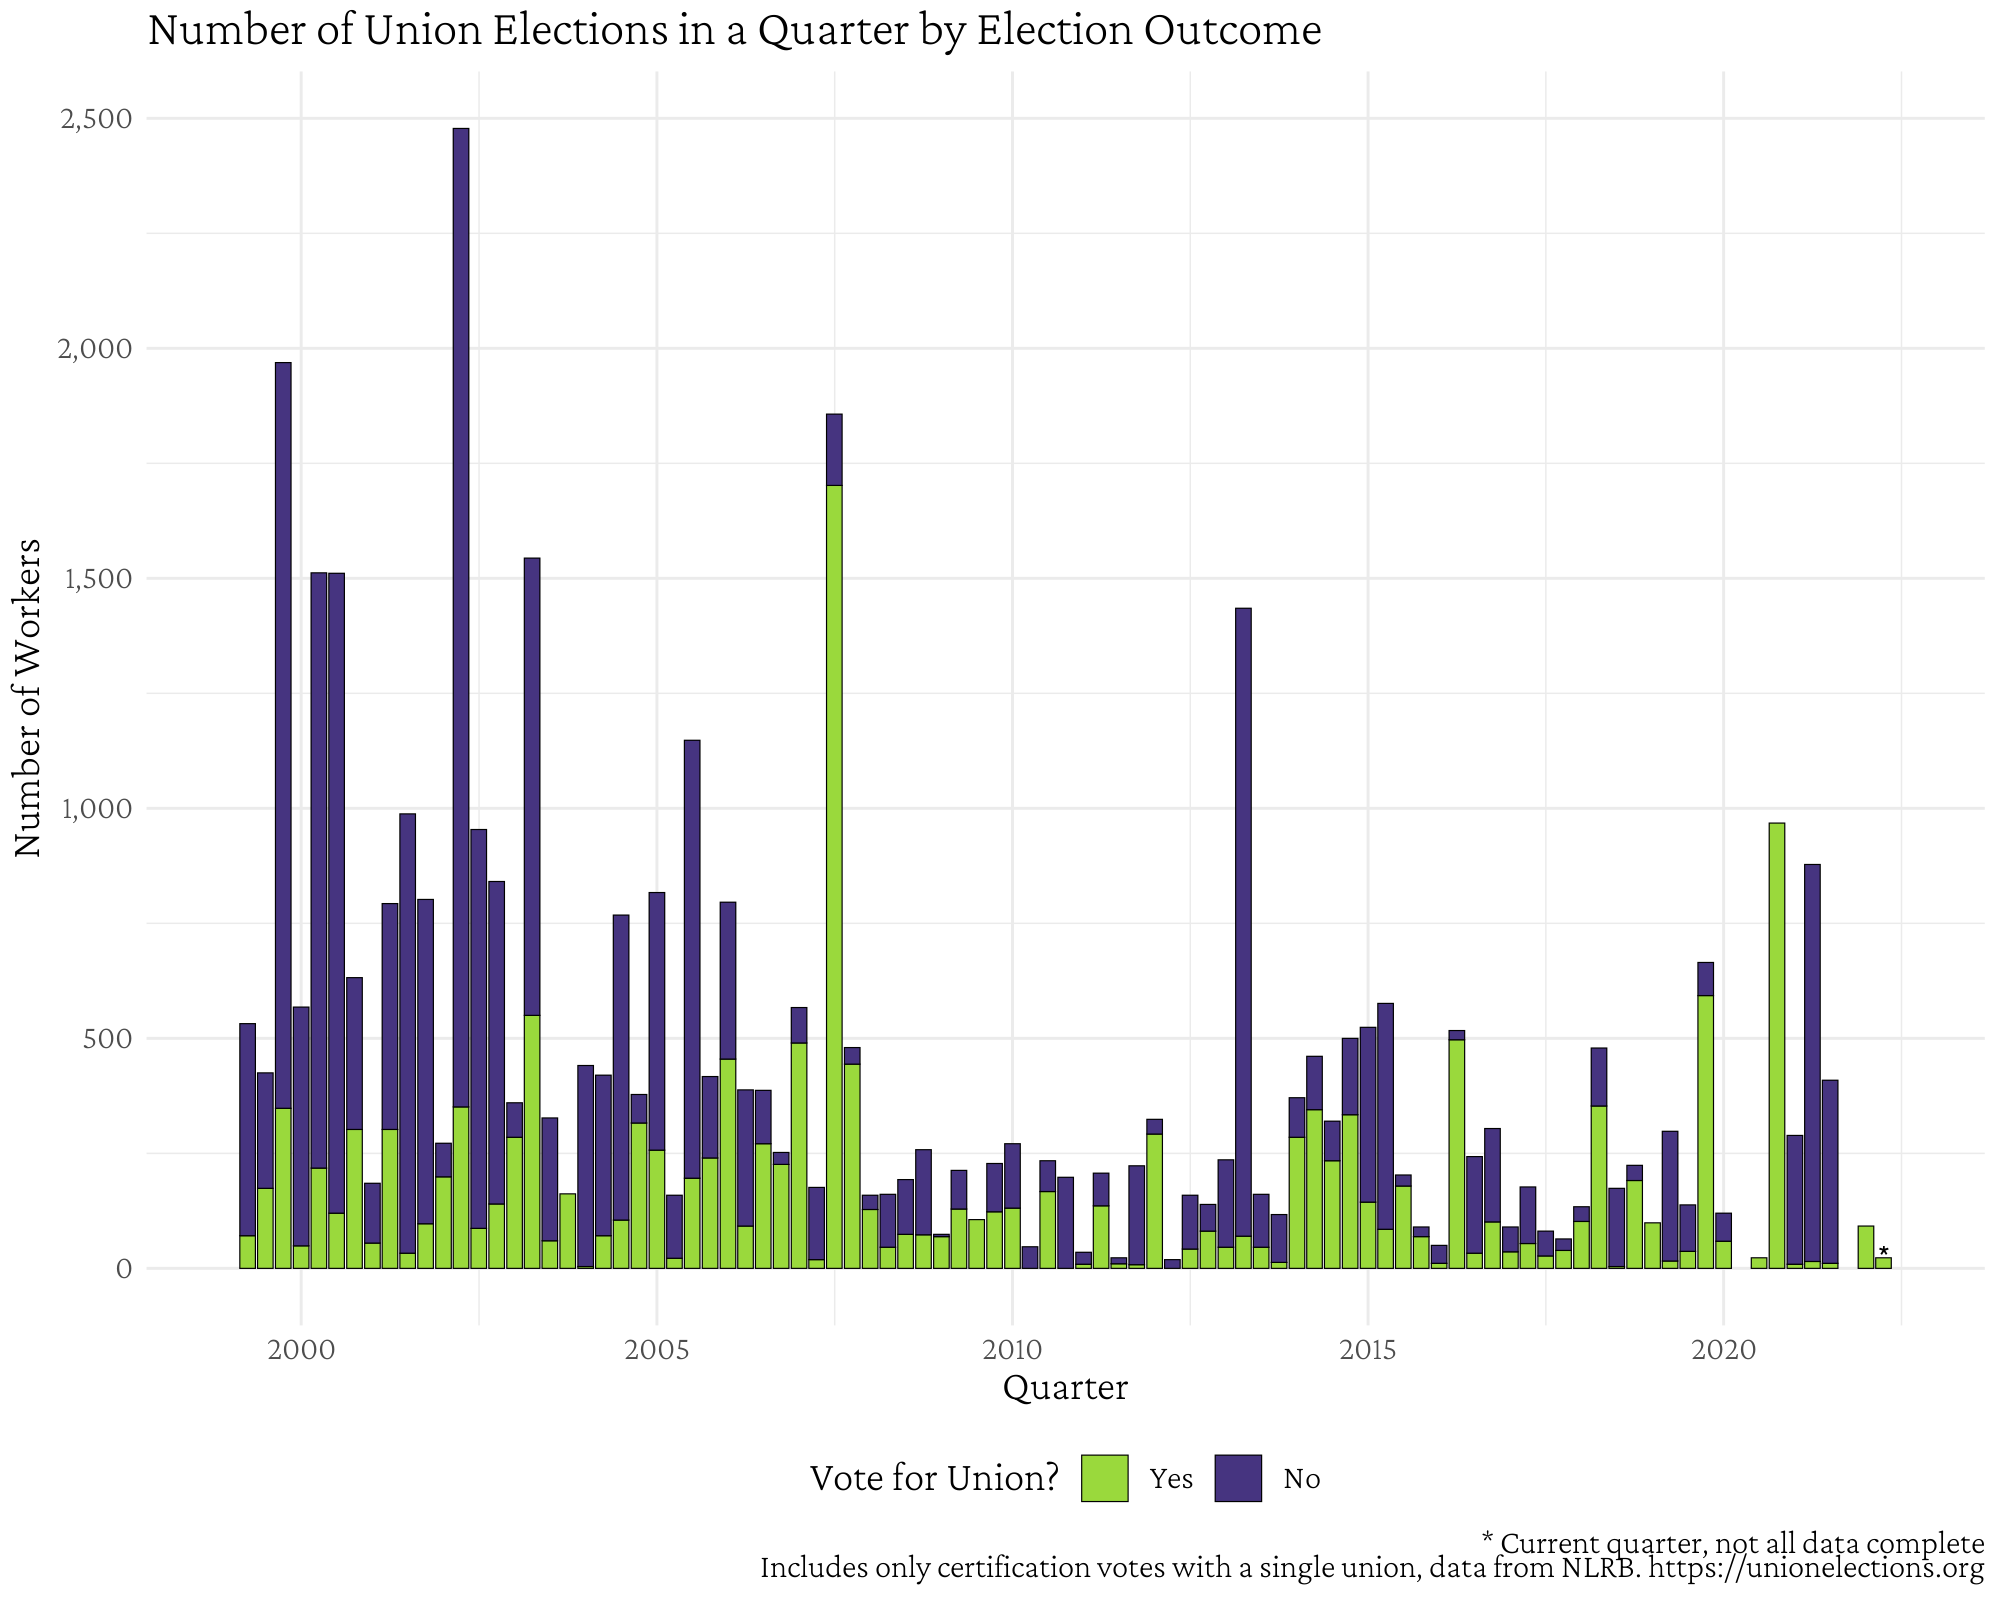 Number of Union Elections in a Quarter by Election Outcome
2,500
2,000
1,500
1,000
500
0
Number of Workers
*
2000 2005 2010 2015 2020
Quarter
Vote for Union? Yes No
* Current quarter, not all data complete
Includes only certification votes with a single union, data from NLRB. https://unionelections.org